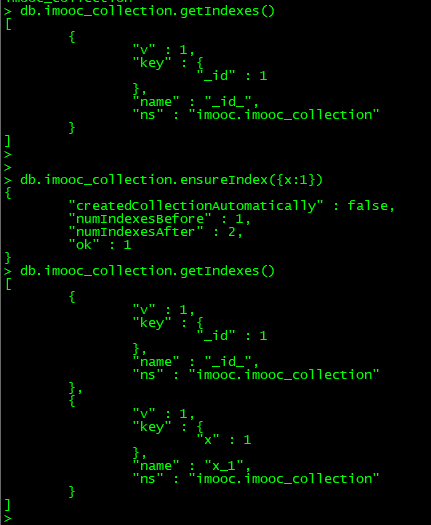 > db.imooc_collection.getIndexes()
[
        {
                "v" : 1,
                "key" : {
                        "_id" : 1
                },
                "name" : "_id_",
                "ns" : "imooc.imooc_collection"
        }
]
>
>
> db.imooc_collection.ensureIndex({x:1})
{
        "createdCollectionAutomatically" : false,
        "numIndexesBefore" : 1,
        "numIndexesAfter" : 2,
        "ok" : 1
}
> db.imooc_collection.getIndexes()
[
        {
                "v" : 1,
                "key" : {
                        "_id" : 1
                },
                "name" : "_id_",
                "ns" : "imooc.imooc_collection"
        },
        {
                "v" : 1,
                "key" : {
                        "x" : 1
                },
                "name" : "x_1",
                "ns" : "imooc.imooc_collection"
        }
]
>